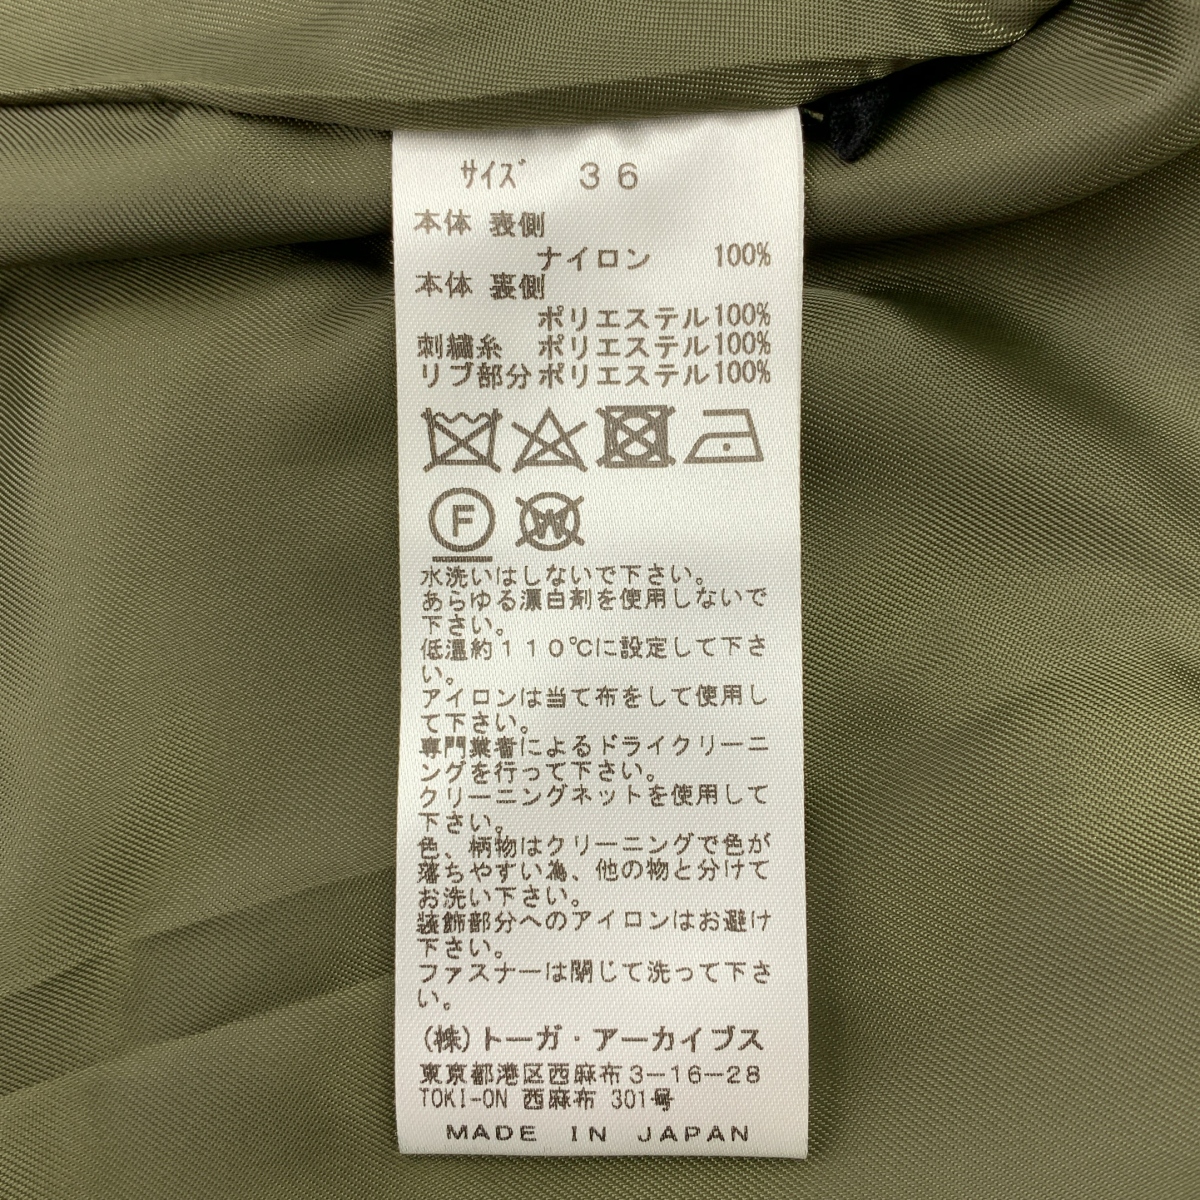 サイズ 36
本体 表側
ナイロン 100%
本体 裏側
ポリエステル100%
刺繍糸 ポリエステル100%
リブ部分 ポリエステル100%
F W
水洗いはしないで下さい。
あらゆる漂白剤を使用しないで
下さい。
低温約110℃に設定して下さ
い。
アイロンは当て布をして使用し
て下さい。
専門業者によるドライクリーニ
ングを行って下さい。
クリーニングネットを使用して
下さい。
色、柄物はクリーニングで色が
落ちやすい為、他の物と分けて
お洗い下さい。
装飾部分へのアイロンはお避け
下さい。
ファスナーは閉じて洗って下さ
い。
(株)トーガ・アーカイブス
東京都港区西麻布3-16-28
TOKI-ON 西麻布 301号
MADE IN JAPAN